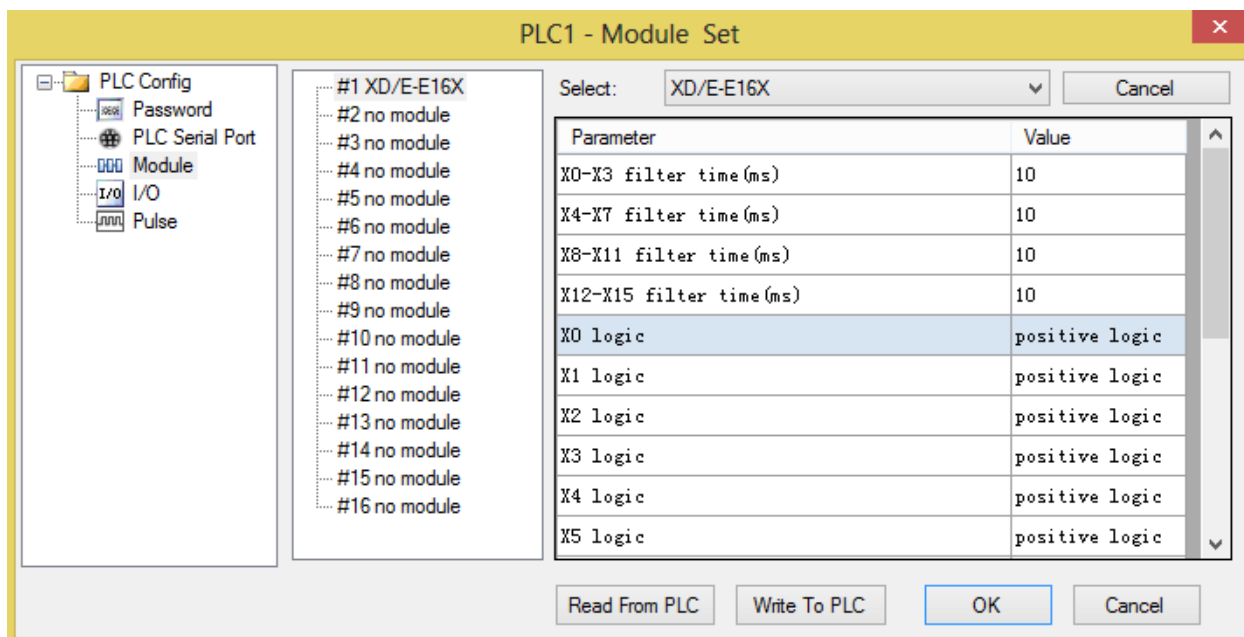 PLC1 - Module Set
PLC Config
Password
PLC Serial Port
Module
I/O I/O
Pulse
#1 XD/E-E16X
#2 no module
#3 no module
#4 no module
#5 no module
#6 no module
#7 no module
#8 no module
#9 no module
#10 no module
#11 no module
#12 no module
#13 no module
#14 no module
#15 no module
#16 no module
Select: XD/E-E16X Cancel
Parameter Value
X0-X3 filter time(ms) 10
X4-X7 filter time(ms) 10
X8-X11 filter time(ms) 10
X12-X15 filter time(ms) 10
X0 logic positive logic
X1 logic positive logic
X2 logic positive logic
X3 logic positive logic
X4 logic positive logic
X5 logic positive logic
Read From PLC Write To PLC OK Cancel